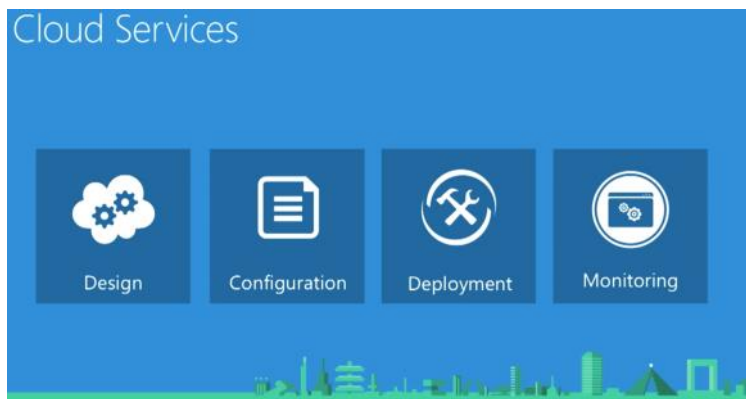 Cloud Services
Design
Configuration
Deployment
Monitoring